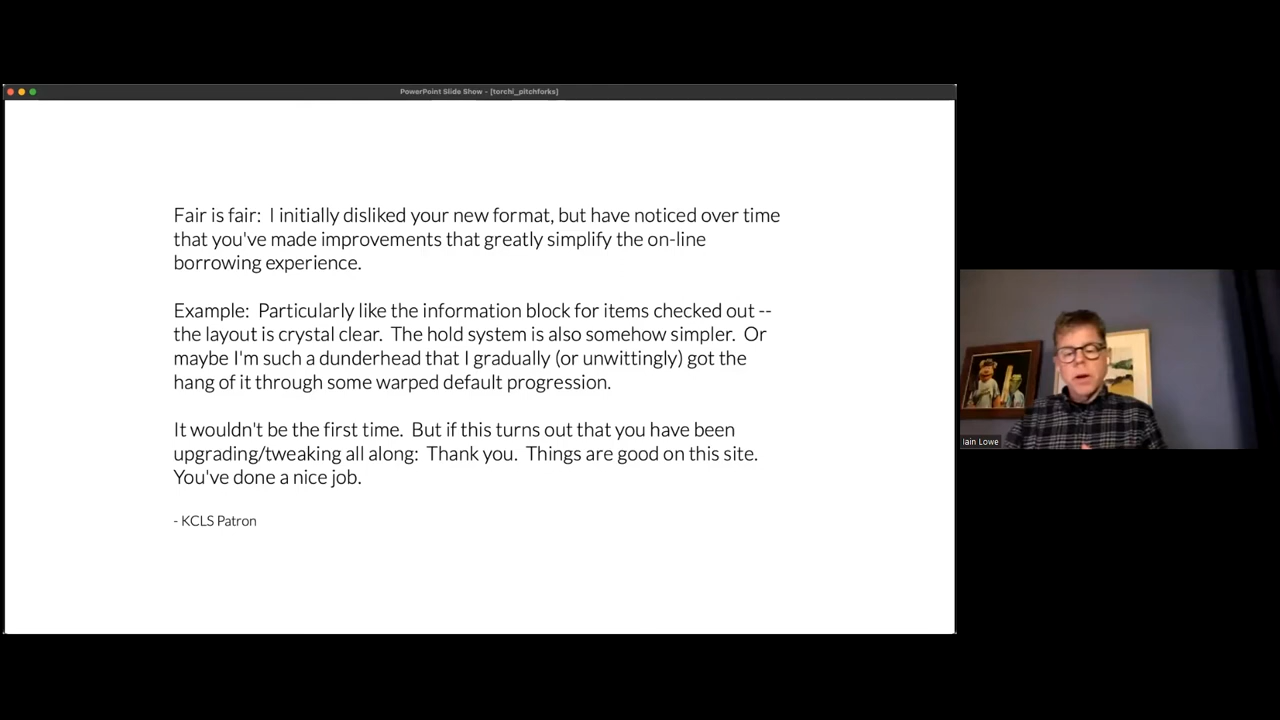 PowerPoint Slide Show - [torchi_pitchforks]
Fair is fair:  I initially disliked your new format, but have noticed over time
that you've made improvements that greatly simplify the on-line
borrowing experience.
Example:  Particularly like the information block for items checked out --
the layout is crystal clear.  The hold system is also somehow simpler.  Or
maybe I'm such a dunderhead that I gradually (or unwittingly) got the
hang of it through some warped default progression.
It wouldn't be the first time.  But if this turns out that you have been
upgrading/tweaking all along:  Thank you.  Things are good on this site.
You've done a nice job.
- KCLS Patron
Iain Lowe